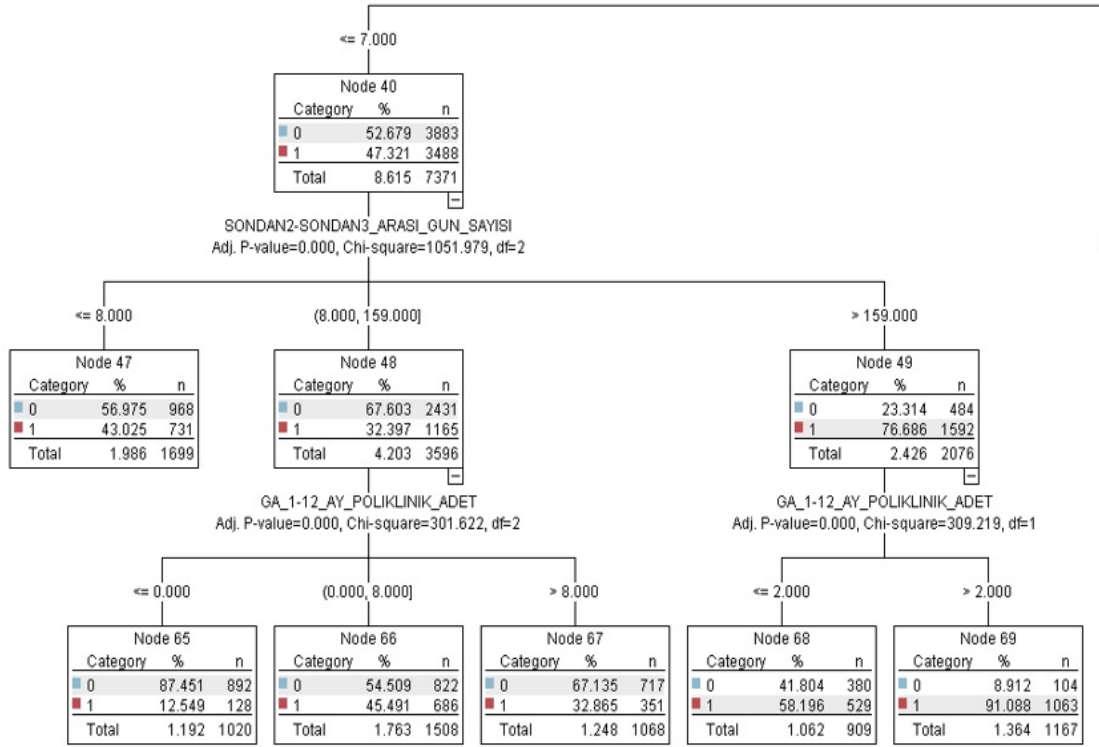 <= 7.000
Node 40
Category % n
0 52.679 3883
1 47.321 3488
Total 8.615 7371
SONDAN2-SONDAN3_ARASI_GUN_SAYISI
Adj. P-value=0.000, Chi-square=1051.979, df=2
<= 8.000
(8.000, 159.000]
> 159.000
Node 47
Category % n
0 56.975 968
1 43.025 731
Total 1.986 1699
Node 48
Category % n
0 67.603 2431
1 32.397 1165
Total 4.203 3596
Node 49
Category % n
0 23.314 484
1 76.686 1592
Total 2.426 2076
GA_1-12_AY_POLIKLINIK_ADET
Adj. P-value=0.000, Chi-square=301.622, df=2
GA_1-12_AY_POLIKLINIK_ADET
Adj. P-value=0.000, Chi-square=309.219, df=1
<= 0.000
(0.000, 8.000]
> 8.000
<= 2.000
> 2.000
Node 65
Category % n
0 87.451 892
1 12.549 128
Total 1.192 1020
Node 66
Category % n
0 54.509 822
1 45.491 686
Total 1.763 1508
Node 67
Category % n
0 67.135 717
1 32.865 351
Total 1.248 1068
Node 68
Category % n
0 41.804 380
1 58.196 529
Total 1.062 909
Node 69
Category % n
0 8.912 104
1 91.088 1063
Total 1.364 1167